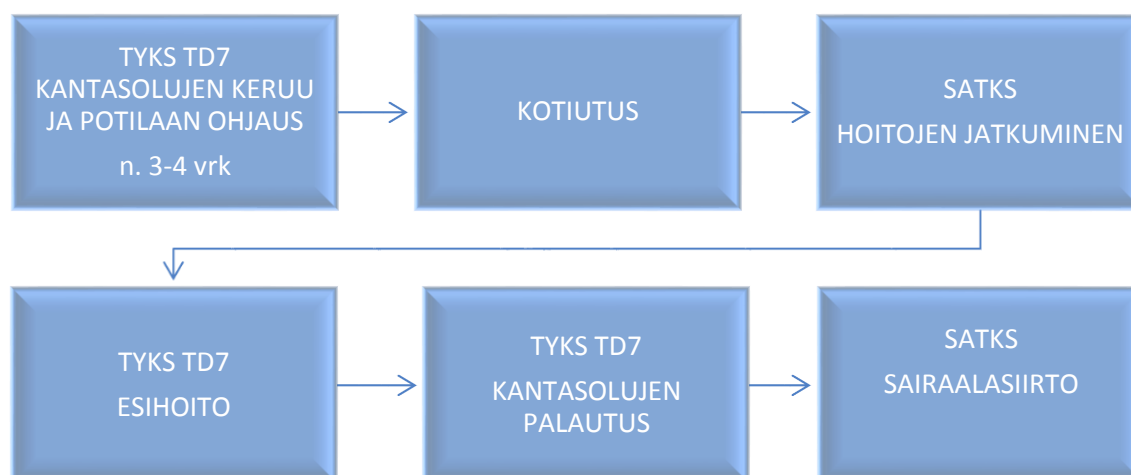 TYKS TD7
KANTASOLUJEN KERUU
JA POTILAAN OHJAUS
n. 3-4 vrk
KOTIUTUS
SATKS
HOITOJEN JATKUMINEN
TYKS TD7
ESIHOITO
TYKS TD7
KANTASOLUJEN
PALAUTUS
SATKS
SAIRAALASIIRTO